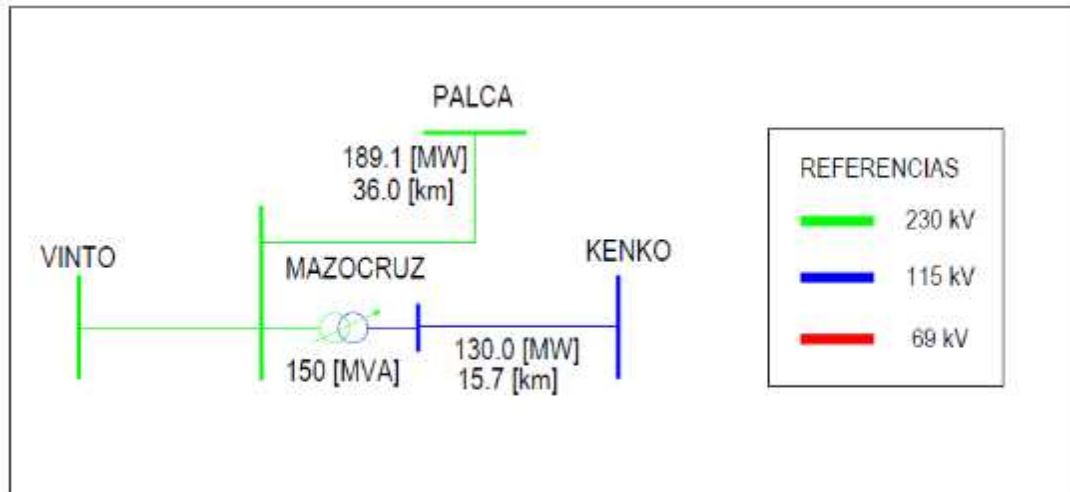 PALCA
189.1 [MW]
36.0 [km]
VINTO
MAZOCRUZ
150 [MVA]
KENKO
130.0 [MW]
15.7 [km]
REFERENCIAS
230 kV
115 kV
69 kV